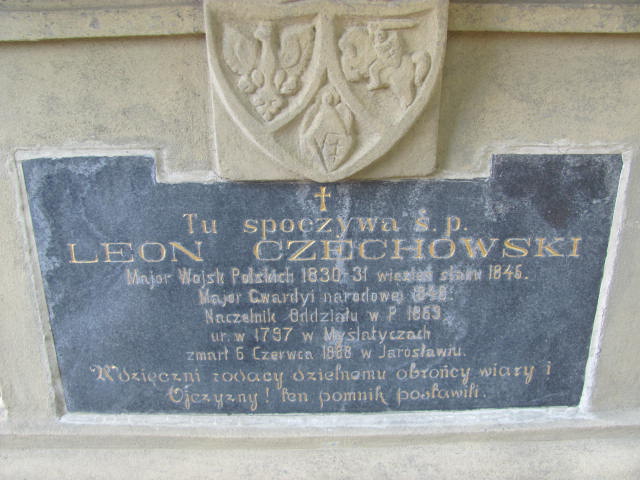 Tu spoczywa ś. p.
LEON CZECHOWSKI
Major Wojsk Polskich 1830-31 więzień stanu 1846.
Major Gwardyi narodowej 1848.
Naczelnik Oddziału w P. 1863
ur. w 1797 w Myślatyczach
zmarł 6 Czerwca 1888 w Jarosławiu.
Wdzięczni rodacy dzielnemu obrońcy wiary i
Ojczyzny! ten pomnik postawili.